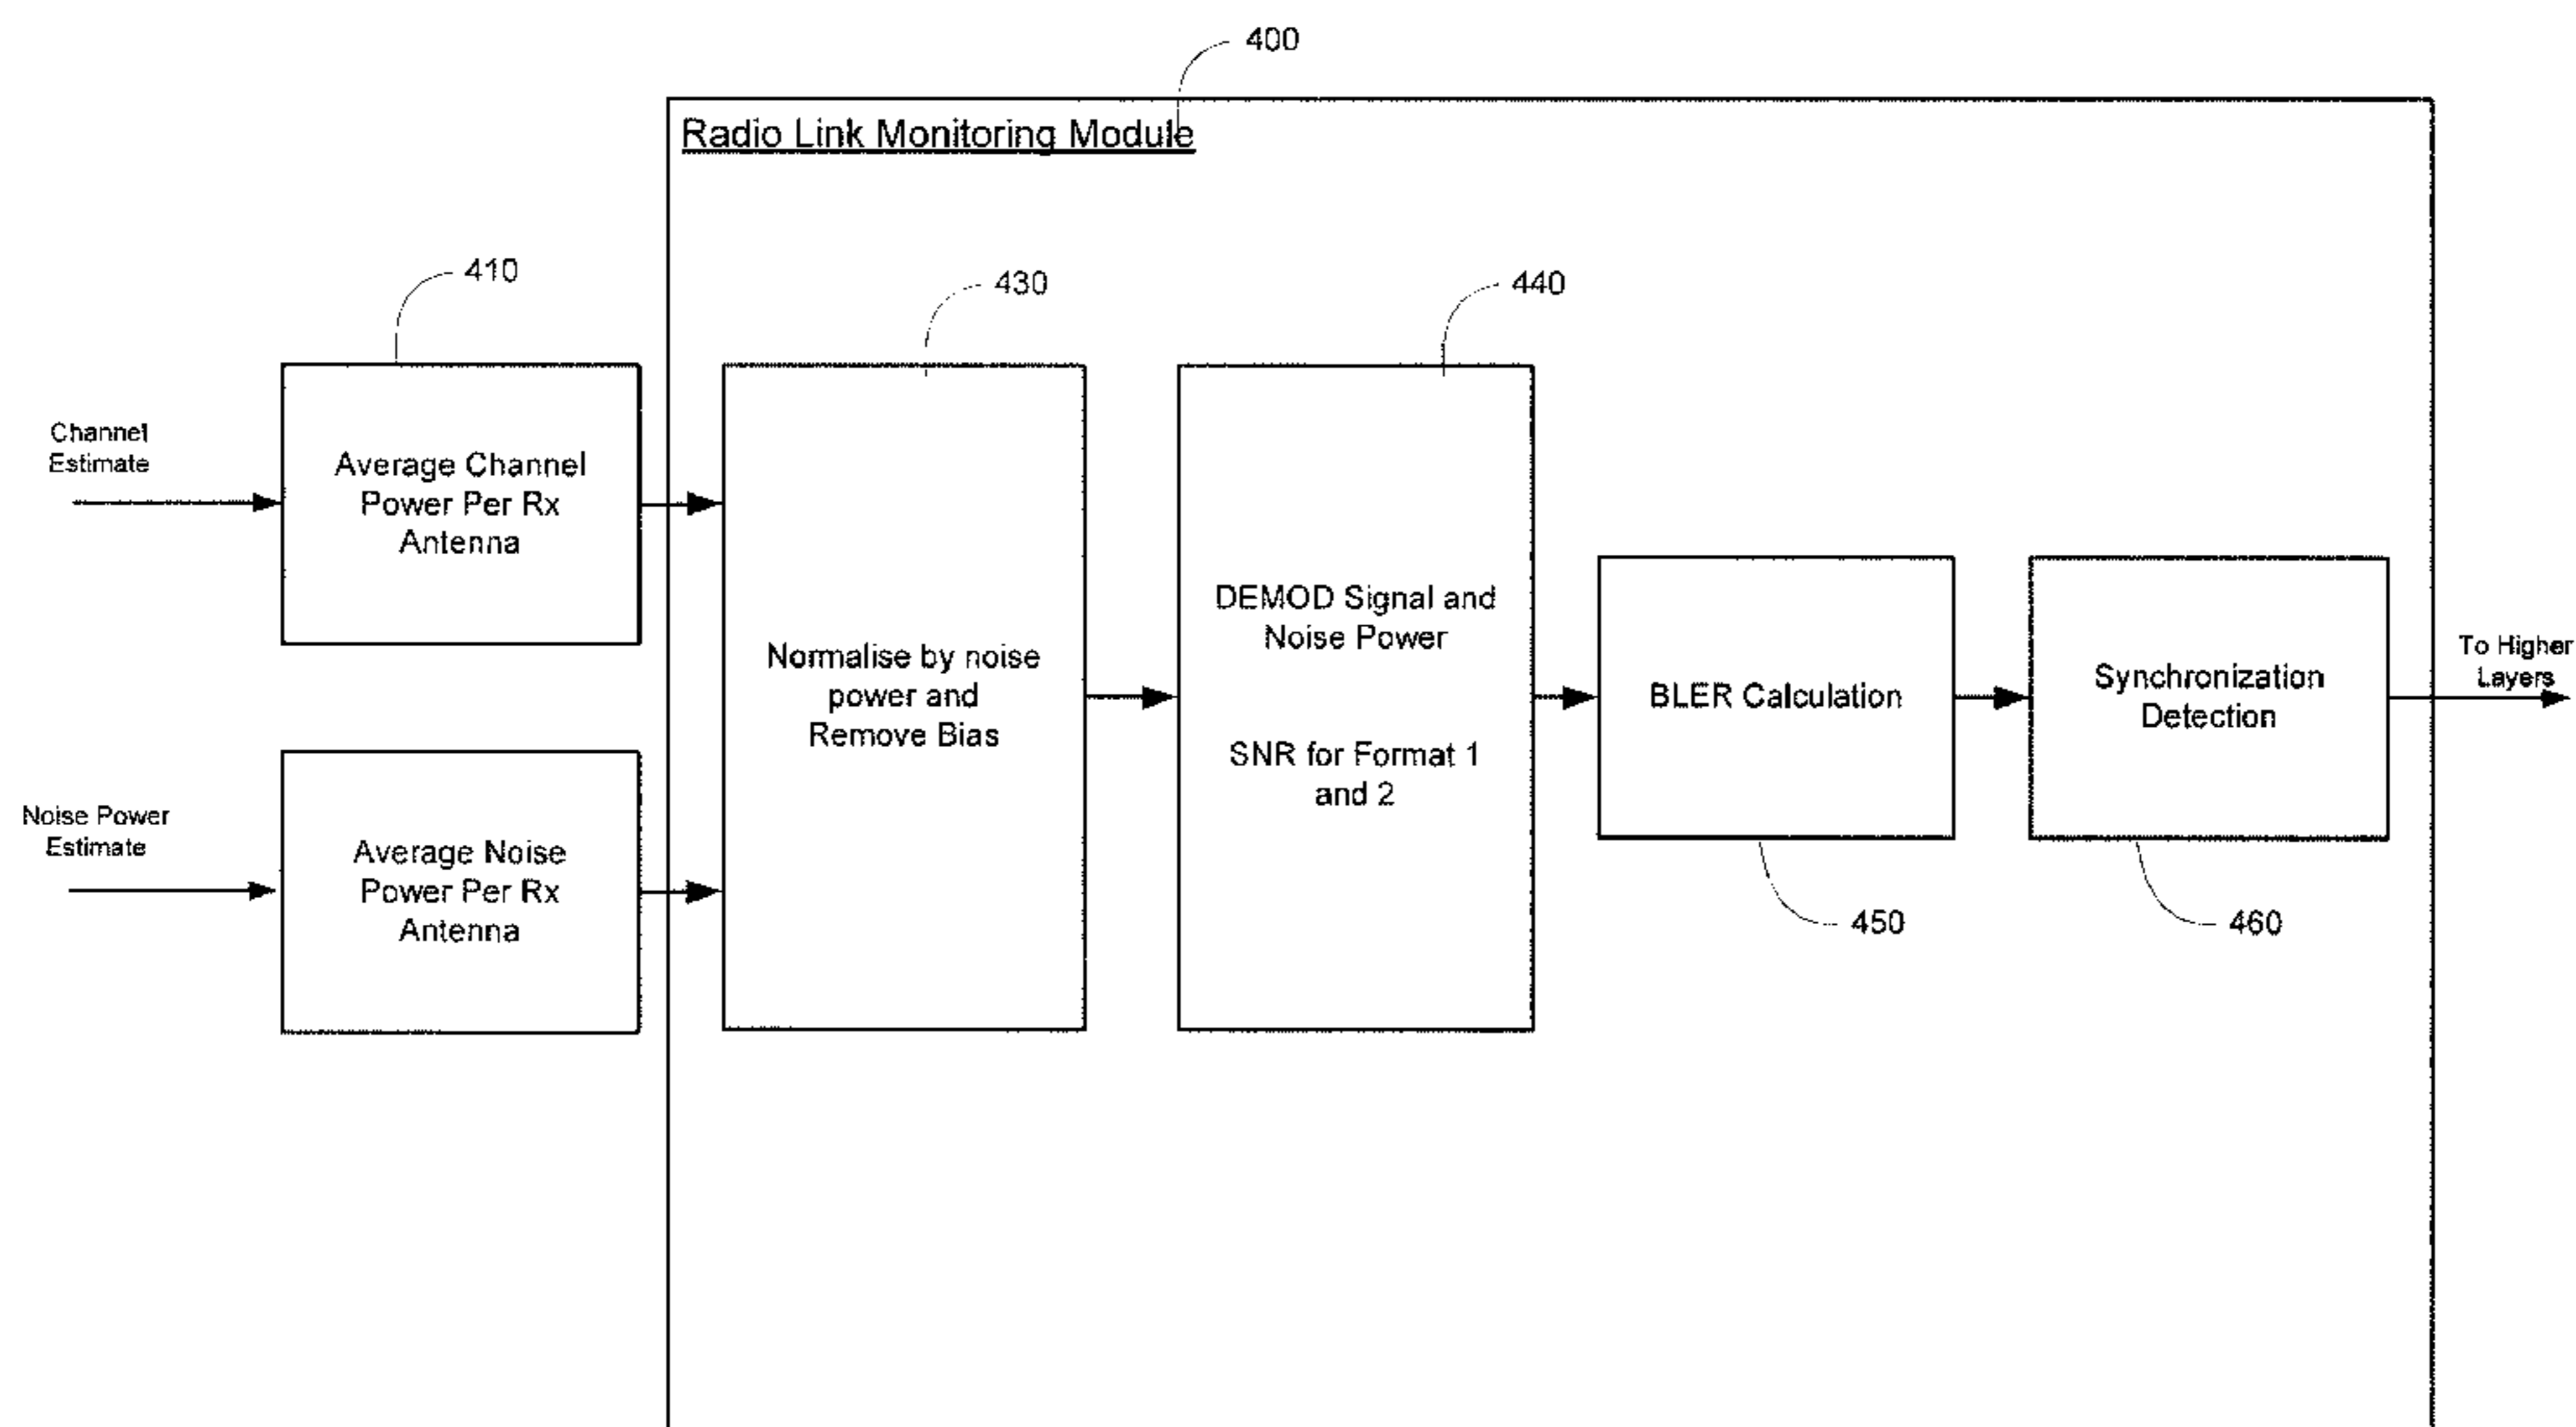 400
Radio Link Monitoring Module
410
430
440
Channel
Estimate
Average Channel
Power Per Rx
Antenna
Noise Power
Estimate
Average Noise
Power Per Rx
Antenna
Normalise by noise
power and
Remove Bias
DEMOD Signal and
Noise Power
SNR for Format 1
and 2
BLER Calculation
450
Synchronization
Detection
460
To Higher
Layers